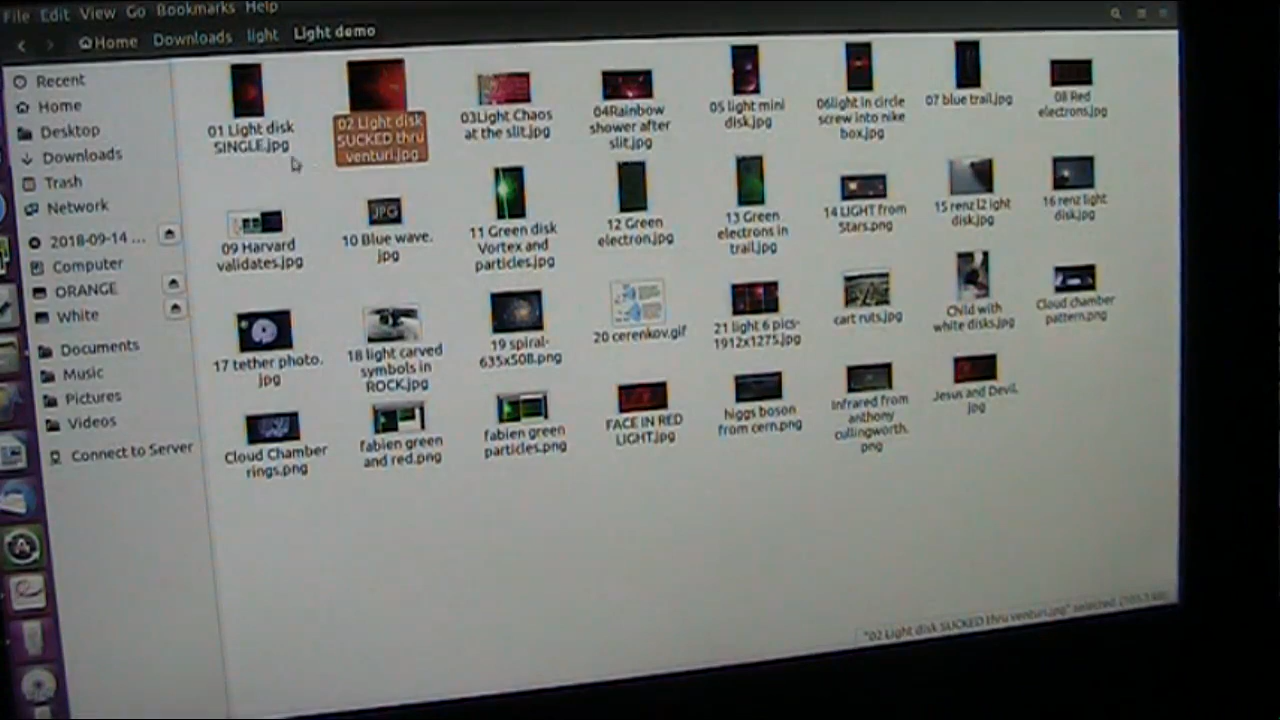 File Edit View Go Bookmarks Help
Home Downloads light Light demo
Recent
Home
Desktop
Downloads
Trash
Network
2018-09-14 ...
Computer
ORANGE
White
Documents
Music
Pictures
Videos
Connect to Server
01 Light disk
SINGLE.jpg
02 Light disk
SUCKED thru
venturi.jpg
03Light Chaos
at the slit.jpg
04Rainbow
shower after
slit.jpg
05 light mini
disk.jpg
06light in circle
screw into nike
box.jpg
07 blue trail.jpg
08 Red
electrons.jpg
09 Harvard
validates.jpg
JPG
10 Blue wave.
jpg
11 Green disk
Vortex and
particles.jpg
12 Green
electron.jpg
13 Green
electrons in
trail.jpg
14 LIGHT from
Stars.png
15 renz l2 ight
disk.jpg
16 renz light
disk.jpg
17 tether photo.
jpg
18 light carved
symbols in
ROCK.jpg
19 spiral-
635x508.png
20 cerenkov.gif
21 light 6 pics-
1912x1275.jpg
cart ruts.jpg
Child with
white disks.jpg
Cloud chamber
pattern.png
Cloud Chamber
rings.png
fabien green
and red.png
fabien green
particles.png
FACE IN RED
LIGHT.jpg
higgs boson
from cern.png
Infrared from
anthony
cullingworth.
png
Jesus and Devil.
jpg
"02 Light disk SUCKED thru venturi.jpg" selected